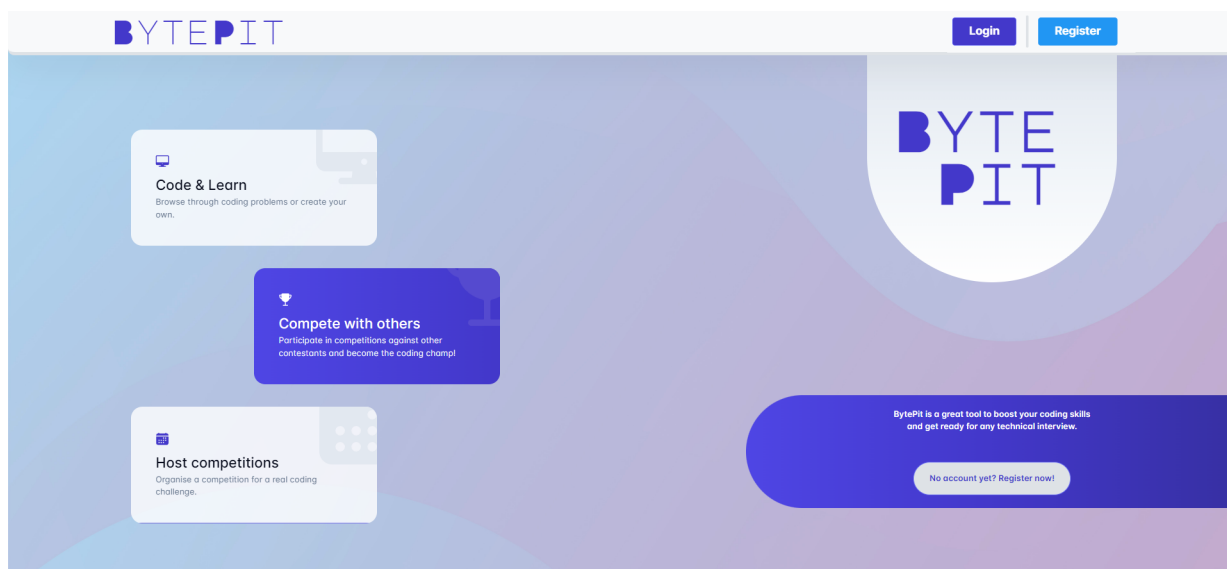 BYTEPIT
Login
Register
BYTE
PIT
Code & Learn
Browse through coding problems or create your
own.
Compete with others
Participate in competitions against other
contestants and become the coding champ!
Host competitions
Organise a competition for a real coding
challenge.
BytePit is a great tool to boost your coding skills
and get ready for any technical interview.
No account yet? Register now!